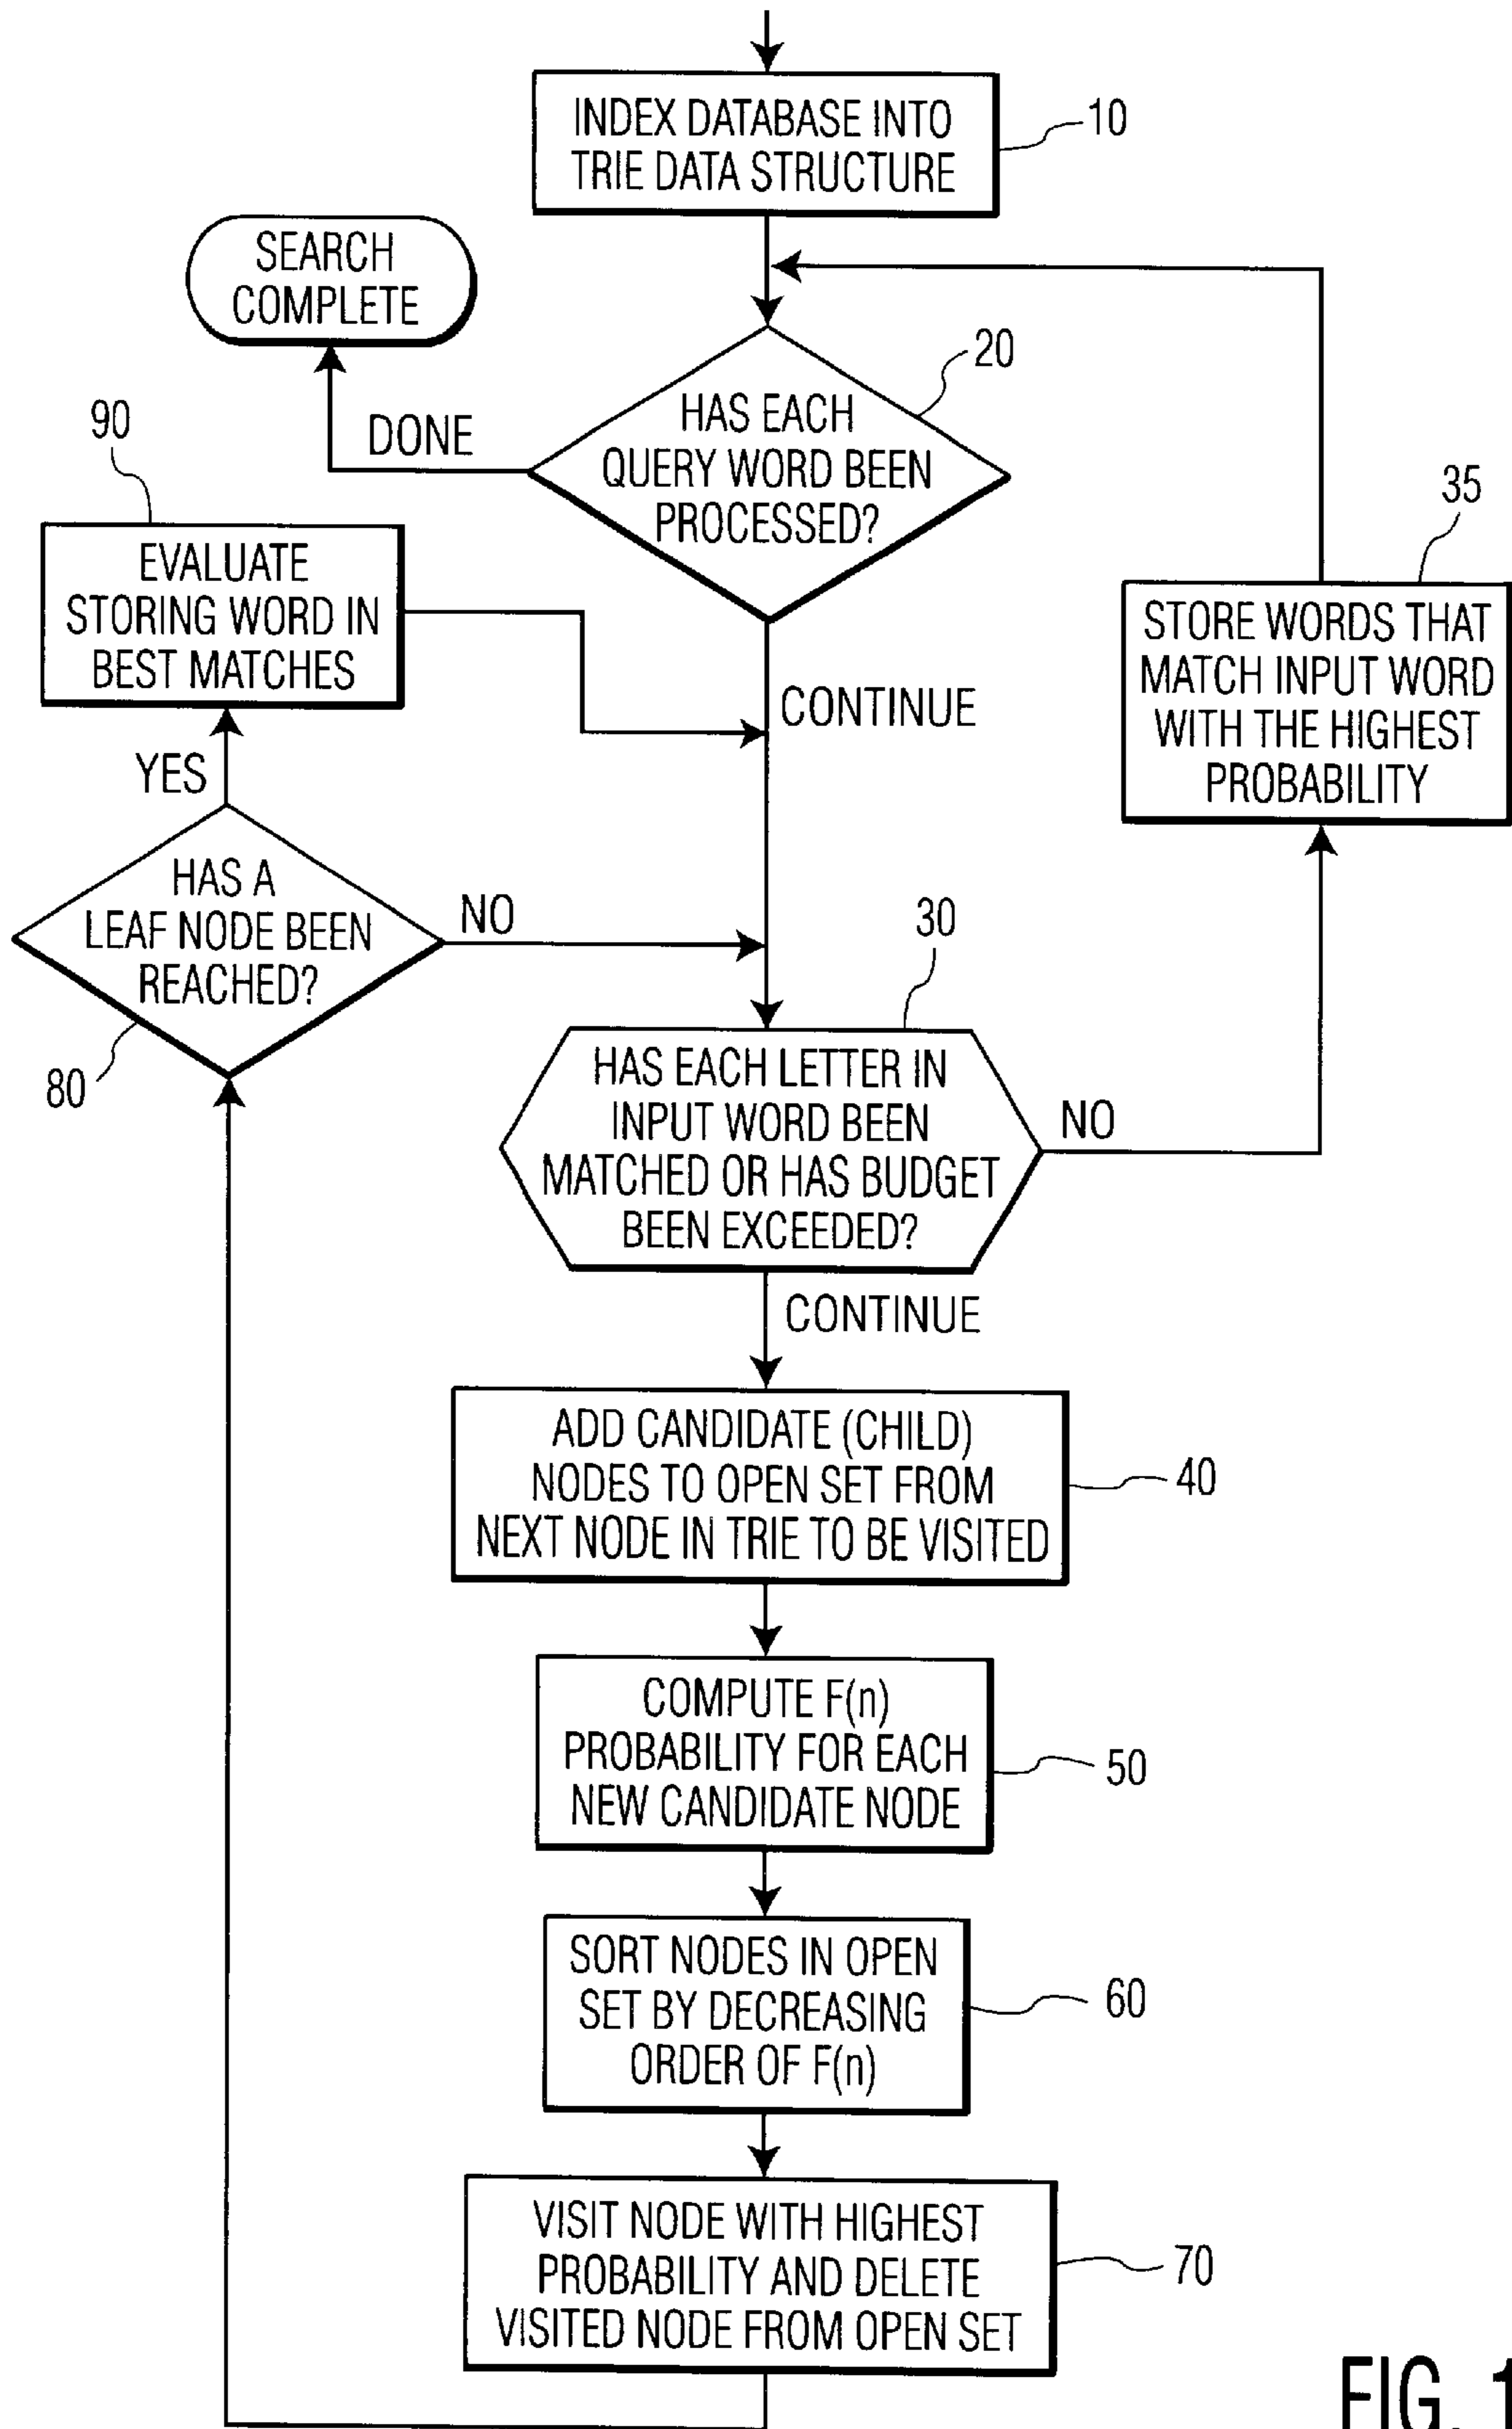 INDEX DATABASE INTO
TRIE DATA STRUCTURE
10
SEARCH
COMPLETE
DONE
HAS EACH
QUERY WORD BEEN
PROCESSED?
20
90
EVALUATE
STORING WORD IN
BEST MATCHES
35
STORE WORDS THAT
MATCH INPUT WORD
WITH THE HIGHEST
PROBABILITY
CONTINUE
YES
HAS A
LEAF NODE BEEN
REACHED?
NO
80
30
HAS EACH LETTER IN
INPUT WORD BEEN
MATCHED OR HAS BUDGET
BEEN EXCEEDED?
NO
CONTINUE
ADD CANDIDATE (CHILD)
NODES TO OPEN SET FROM
NEXT NODE IN TRIE TO BE VISITED
40
COMPUTE F(n)
PROBABILITY FOR EACH
NEW CANDIDATE NODE
50
SORT NODES IN OPEN
SET BY DECREASING
ORDER OF F(n)
60
VISIT NODE WITH HIGHEST
PROBABILITY AND DELETE
VISITED NODE FROM OPEN SET
70
FIG. 1